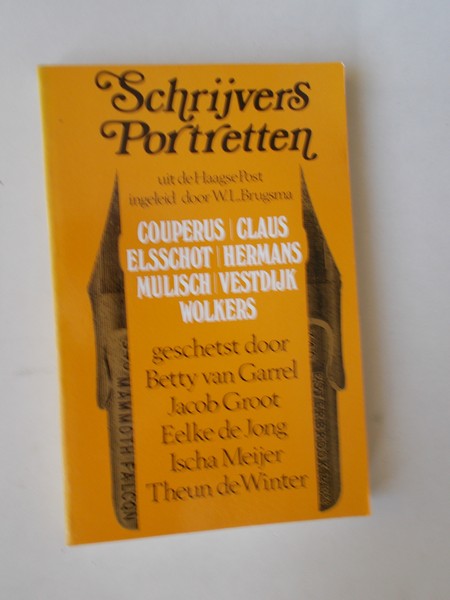 Schrijvers
Portretten
uit de Haagse Post
ingeleid door W.L. Brugsma
COUPERUS | CLAUS
ELSSCHOT | HERMANS
MULISCH | VESTDIJK
WOLKERS
geschetst door
Betty van Garrel
Jacob Groot
Eelke de Jong
Ischa Meijer
Theun de Winter
MAMMOTH FALCON